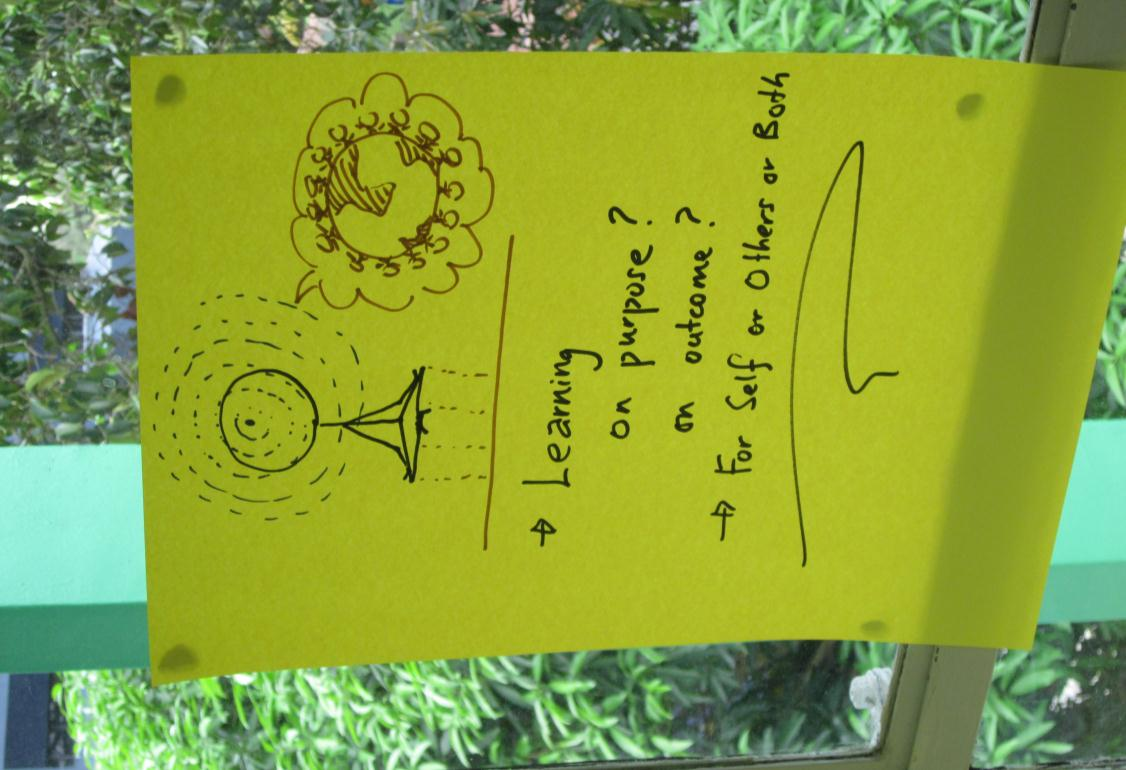 → Learning
on purpose?
on outcome?
→ For Self or Others or Both